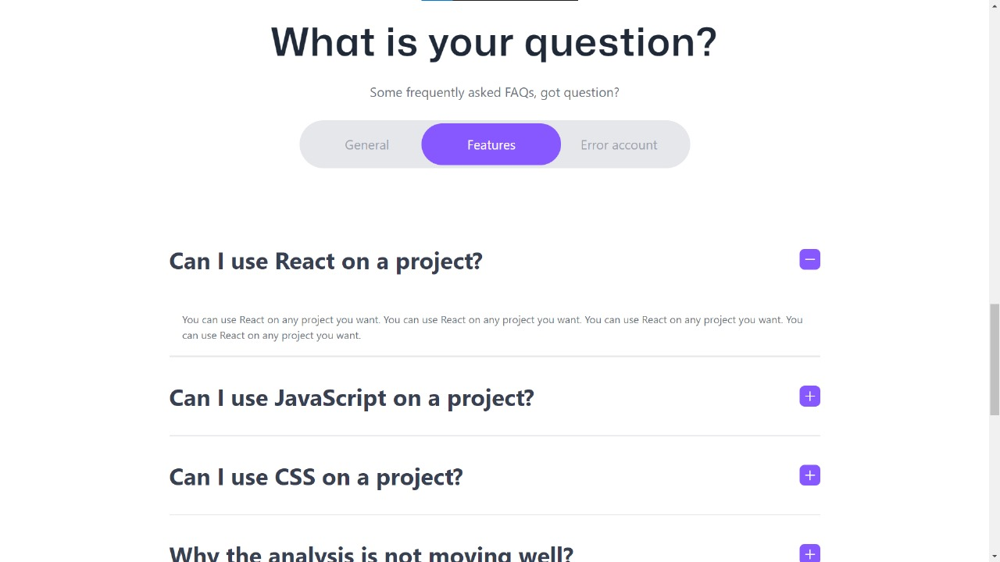 What is your question?
Some frequently asked FAQs, got question?
General Features Error account
Can I use React on a project?
You can use React on any project you want. You can use React on any project you want. You can use React on any project you want. You
can use React on any project you want.
Can I use JavaScript on a project?
Can I use CSS on a project?
Why the analysis is not moving well?